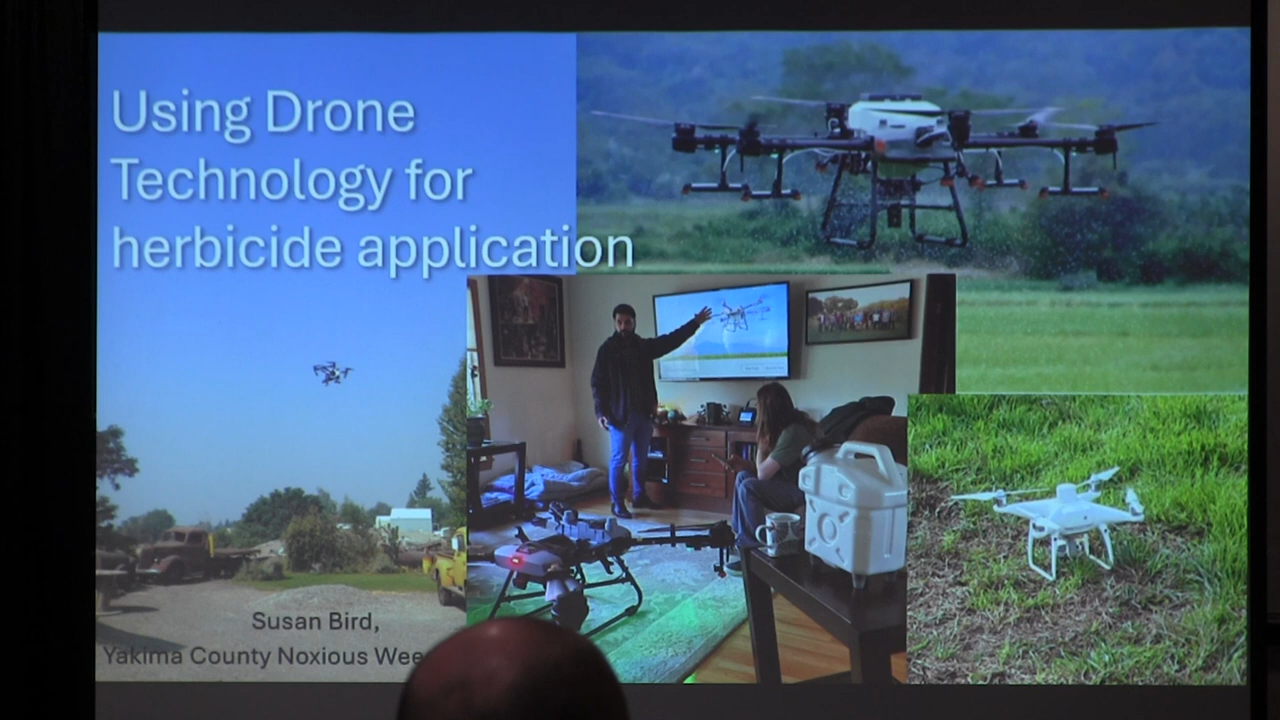 Using Drone
Technology for
herbicide application
Susan Bird,
Yakima County Noxious Wee